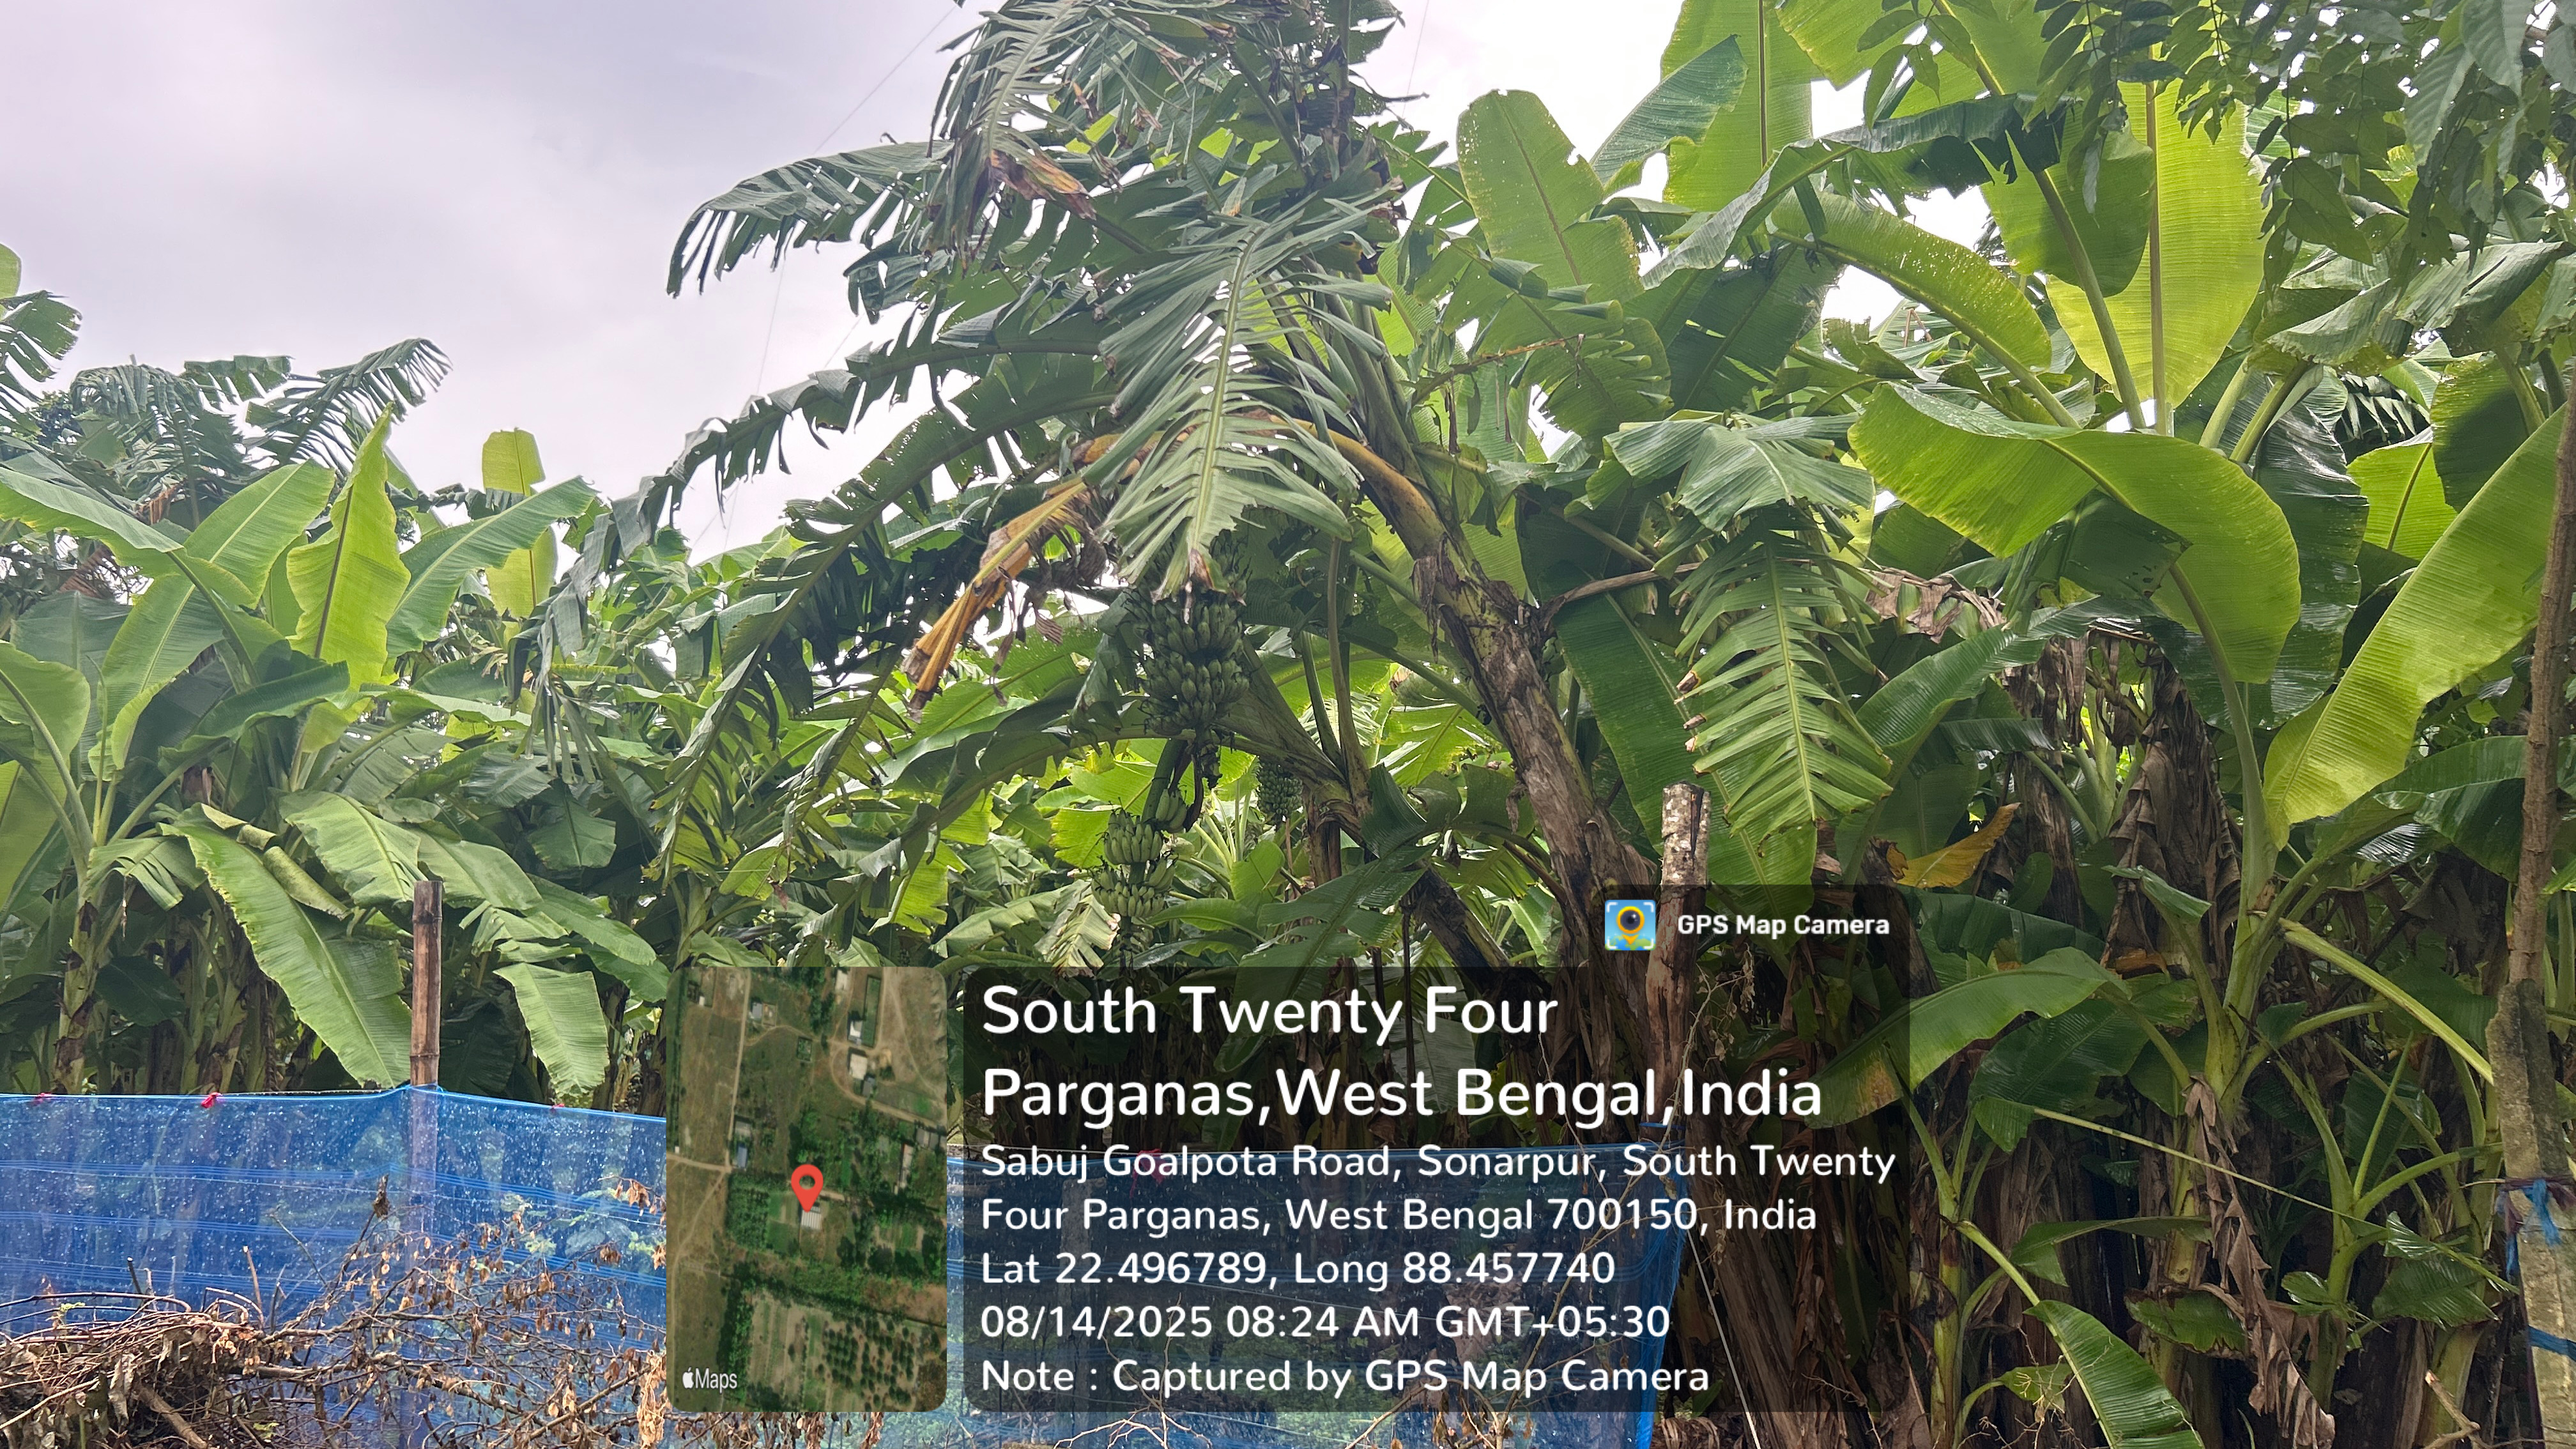 GPS Map Camera
South Twenty Four
Parganas,West Bengal,India
Sabuj Goalpota Road, Sonarpur, South Twenty
Four Parganas, West Bengal 700150, India
Lat 22.496789, Long 88.457740
08/14/2025 08:24 AM GMT+05:30
Note : Captured by GPS Map Camera
Maps